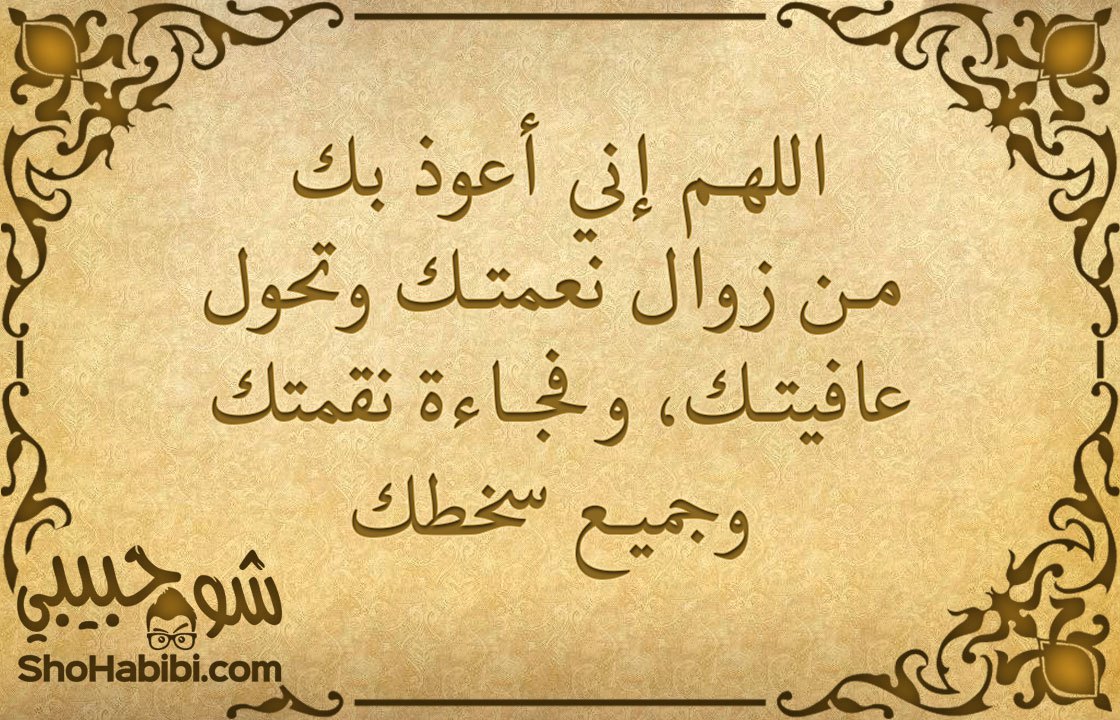 اللهم إني أعوذ بك
من زوال نعمتك وتحول
عافيتك، وفجاءة نقمتك
وجميع سخطك
شو حبيبي
ShoHabibi.com